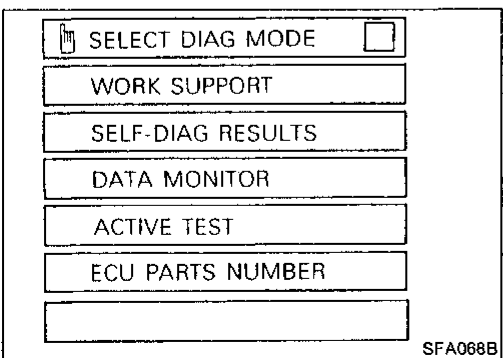 SELECT DIAG MODE
WORK SUPPORT
SELF-DIAG RESULTS
DATA MONITOR
ACTIVE TEST
ECU PARTS NUMBER
SFA068B